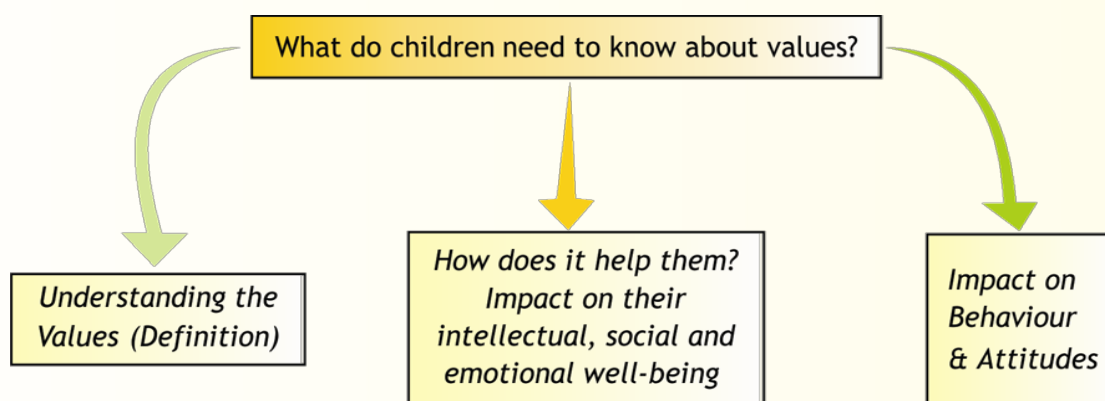 What do children need to know about values?
Understanding the
Values (Definition)
How does it help them?
Impact on their
intellectual, social and
emotional well-being
Impact on
Behaviour
& Attitudes